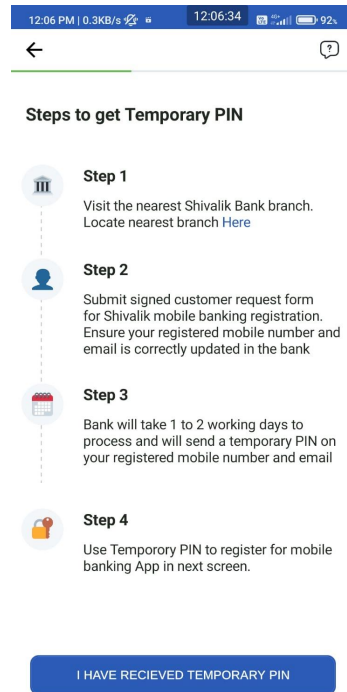 12:06 PM | 0.3KB/s
12:06:34
4G+
92%
Steps to get Temporary PIN
Step 1
Visit the nearest Shivalik Bank branch.
Locate nearest branch Here
Step 2
Submit signed customer request form
for Shivalik mobile banking registration.
Ensure your registered mobile number and
email is correctly updated in the bank
Step 3
Bank will take 1 to 2 working days to
process and will send a temporary PIN on
your registered mobile number and email
Step 4
Use Temporory PIN to register for mobile
banking App in next screen.
I HAVE RECIEVED TEMPORARY PIN